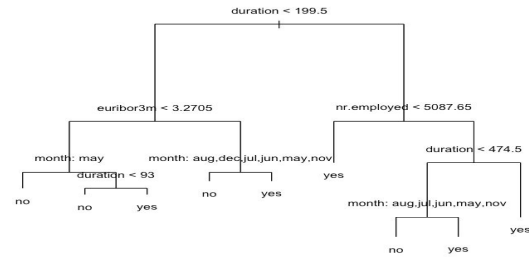 duration < 199.5
euribor3m < 3.2705
nr.employed < 5087.65
month: may
month: aug,dec,jul,jun,may,nov
duration < 474.5
duration < 93
yes
no
no
yes
no
yes
month: aug,jul,jun,may,nov
yes
no
yes